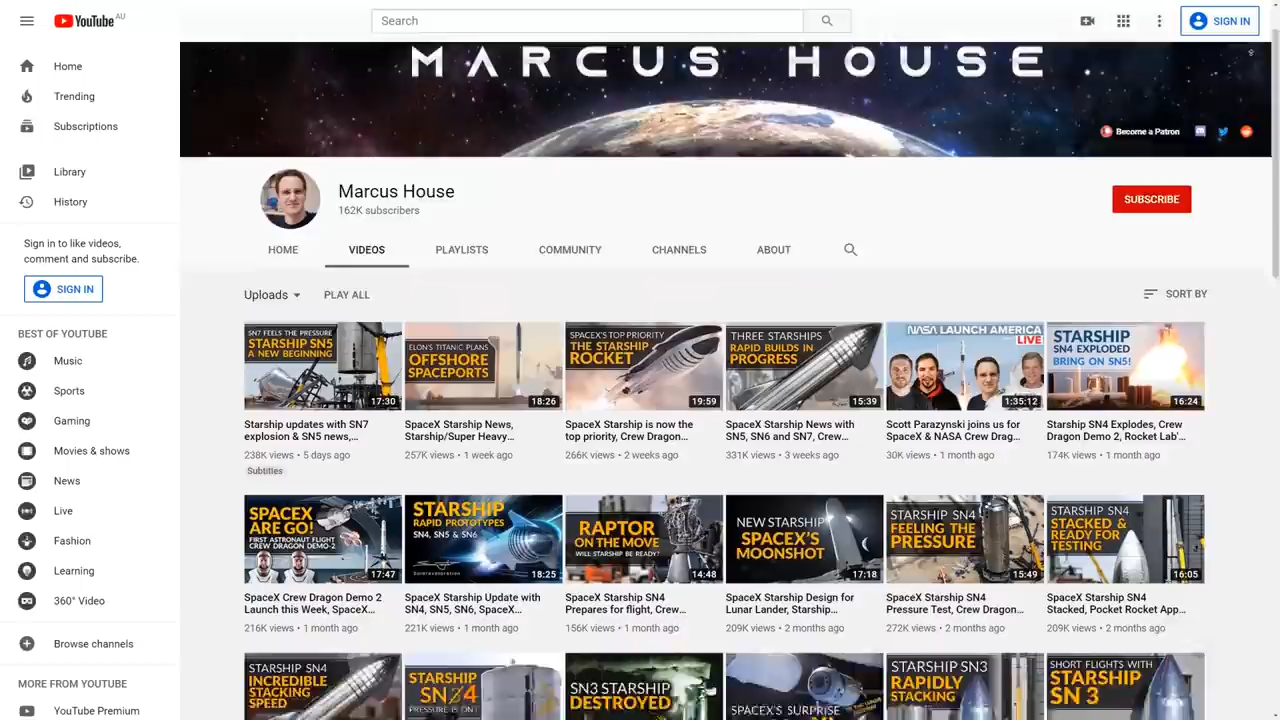 YouTube AU
Search
SIGN IN
Home
Trending
Subscriptions
Library
History
Sign in to like videos,
comment and subscribe.
SIGN IN
BEST OF YOUTUBE
Music
Sports
Gaming
Movies & shows
News
Live
Fashion
Learning
360° Video
Browse channels
MORE FROM YOUTUBE
YouTube Premium
MARCUS HOUSE
Become a Patron
Marcus House
162K subscribers
SUBSCRIBE
HOME
VIDEOS
PLAYLISTS
COMMUNITY
CHANNELS
ABOUT
Uploads
PLAY ALL
SORT BY
SN7 FEELS THE PRESSURE
STARSHIP SN5
A NEW BEGINNING
17:30
Starship updates with SN7
explosion & SN5 news,...
238K views • 5 days ago
Subtitles
ELON'S TITANIC PLANS
OFFSHORE
SPACEPORTS
18:26
SpaceX Starship News,
Starship/Super Heavy...
257K views • 1 week ago
SPACEX'S TOP PRIORITY
THE STARSHIP
ROCKET
19:59
SpaceX Starship is now the
top priority, Crew Dragon...
266K views • 2 weeks ago
THREE STARSHIPS
RAPID BUILDS IN
PROGRESS
15:39
SpaceX Starship News with
SN5, SN6 and SN7, Crew...
331K views • 3 weeks ago
NASA LAUNCH AMERICA
LIVE
1:35:12
Scott Parazynski joins us for
SpaceX & NASA Crew Drag...
30K views • 1 month ago
STARSHIP
SN4 EXPLODED
BRING ON SN5!
16:24
Starship SN4 Explodes, Crew
Dragon Demo 2, Rocket Lab'...
174K views • 1 month ago
SPACEX
ARE GO!
FIRST ASTRONAUT FLIGHT
CREW DRAGON DEMO-2
17:47
SpaceX Crew Dragon Demo 2
Launch this Week, SpaceX...
216K views • 1 month ago
STARSHIP
RAPID PROTOTYPES
SN4, SN5 & SN6
18:25
SpaceX Starship Update with
SN4, SN5, SN6, SpaceX...
221K views • 1 month ago
RAPTOR
ON THE MOVE
WILL STARSHIP BE READY?
14:48
SpaceX Starship SN4
Prepares for flight, Crew...
156K views • 1 month ago
NEW STARSHIP
SPACEX'S
MOONSHOT
17:18
SpaceX Starship Design for
Lunar Lander, Starship...
209K views • 2 months ago
STARSHIP SN4
FEELING THE
PRESSURE
15:49
SpaceX Starship SN4
Pressure Test, Crew Dragon...
272K views • 2 months ago
STARSHIP SN4
STACKED &
READY FOR
TESTING
16:05
SpaceX Starship SN4
Stacked, Pocket Rocket App...
209K views • 2 months ago
STARSHIP SN4
INCREDIBLE
STACKING
SPEED
STARSHIP
SN34
PRESSURE IS ON!
SN3 STARSHIP
DESTROYED
SPACEX'S SURPRISE
STARSHIP SN3
RAPIDLY
STACKING
SHORT FLIGHTS WITH
STARSHIP
SN 3